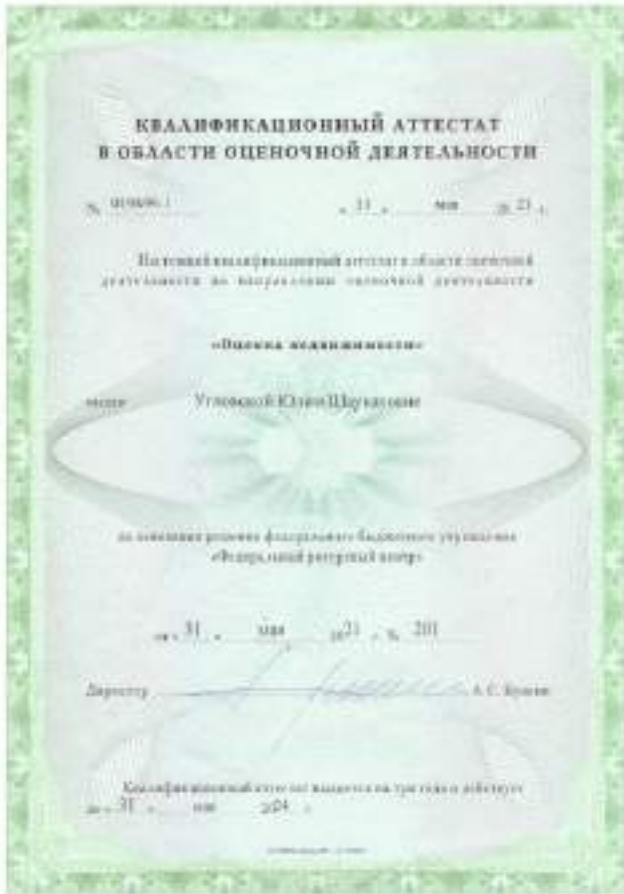 КВАЛИФИКАЦИОННЫЙ АТТЕСТАТ
В ОБЛАСТИ ОЦЕНОЧНОЙ ДЕЯТЕЛЬНОСТИ
№ « 31 » мая 20 21 г.
Настоящий квалификационный аттестат в области оценочной
деятельности по направлению оценочной деятельности
«Оценка недвижимости»
выдан Угловской Юлии
на основании решения федерального бюджетного учреждения
«Федеральный ресурсный центр»
от « 31 » мая 20 21 г. № 201
Директор А.С.
Квалификационный аттестат выдается на три года и действует
до « 31 » мая 20 24 г.